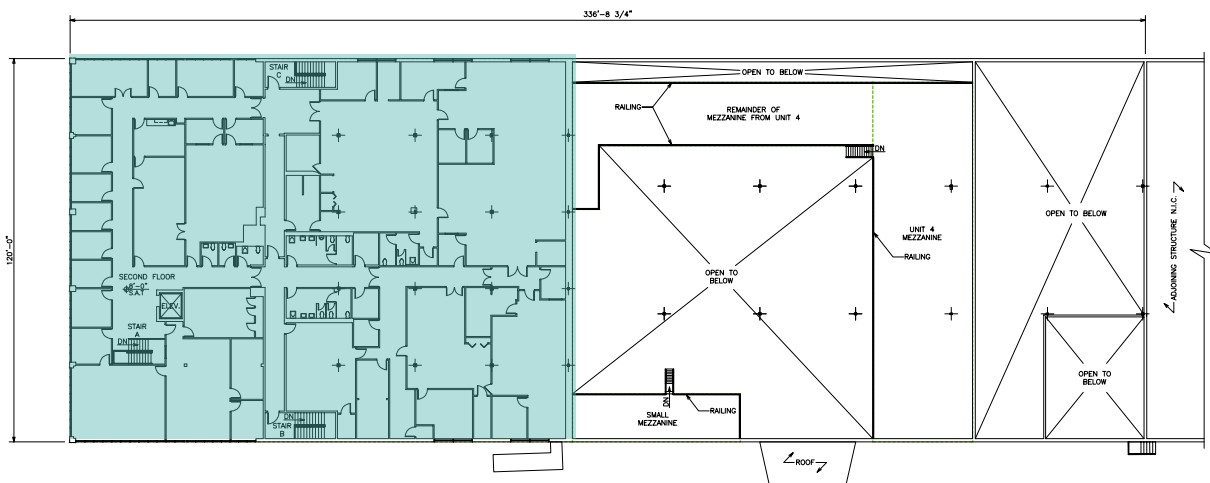 336'-8 3/4"
120'-0"
STAIR
C
DN
OPEN TO BELOW
RAILING
REMAINDER OF
MEZZANINE FROM UNIT 4
DN
OPEN TO BELOW
ADJOINING STRUCTURE N.I.C.
UNIT 4
MEZZANINE
RAILING
SECOND FLOOR
8'-0"
S.A.T
ELEV.
OPEN TO
BELOW
STAIR
A
DN
OPEN TO
BELOW
DN
RAILING
SMALL
MEZZANINE
DN
STAIR
B
ROOF